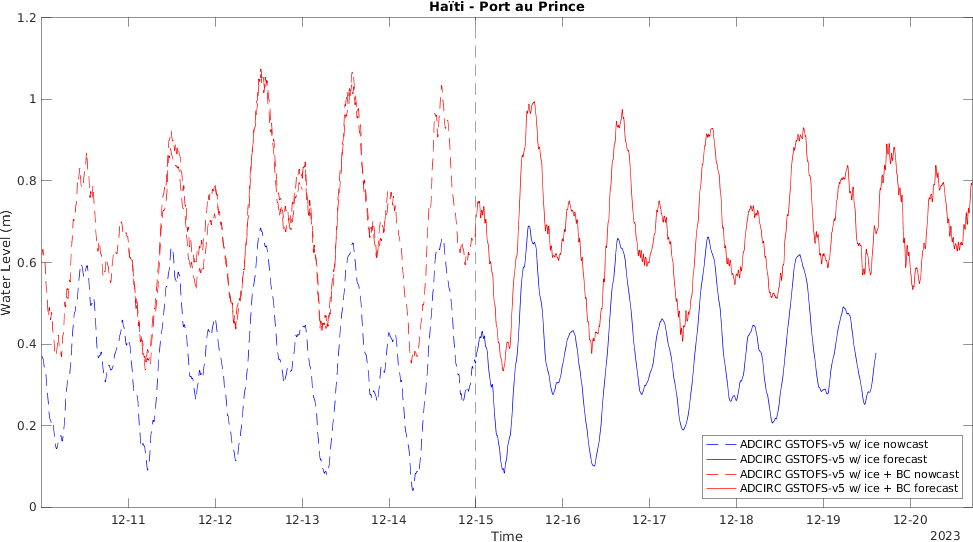 Haïti - Port au Prince
1.2
1
0.8
0.6
0.4
0.2
0
Water Level (m)
12-11 12-12 12-13 12-14 12-15 12-16 12-17 12-18 12-19 12-20
Time
2023
ADCIRC GSTOFS-v5 w/ ice nowcast
ADCIRC GSTOFS-v5 w/ ice forecast
ADCIRC GSTOFS-v5 w/ ice + BC nowcast
ADCIRC GSTOFS-v5 w/ ice + BC forecast